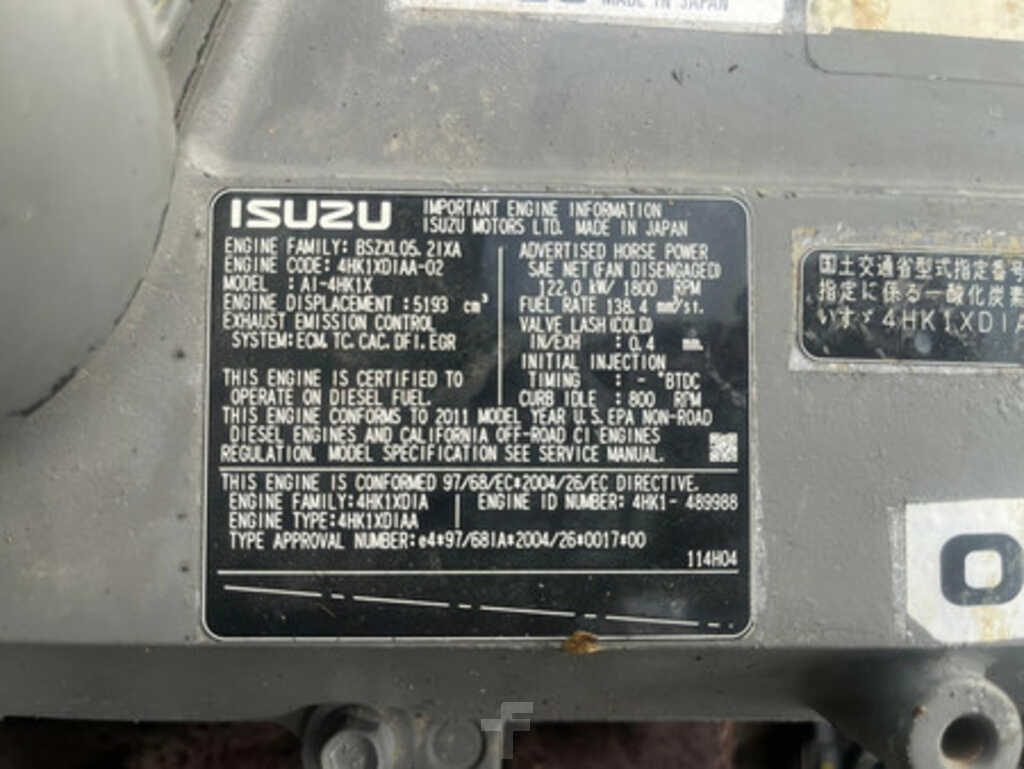 MADE IN JAPAN
ISUZU IMPORTANT ENGINE INFORMATION
ISUZU MOTORS LTD. MADE IN JAPAN
ENGINE FAMILY: BSZXL05.2IXA
ENGINE CODE: 4HK1XDIAA-02
MODEL : AI-4HK1X
ENGINE DISPLACEMENT :5193 cm³
EXHAUST EMISSION CONTROL
SYSTEM:ECM, TC, CAC, DFI, EGR
THIS ENGINE IS CERTIFIED TO
OPERATE ON DIESEL FUEL.
ADVERTISED HORSE POWER
SAE NET (FAN DISENGAGED)
122.0 kW/ 1800 RPM
FUEL RATE 138.4 mm³/st.
VALVE LASH (COLD)
IN/EXH : 0.4 mm
INITIAL INJECTION
TIMING : - °BTDC
CURB IDLE : 800 RPM
THIS ENGINE CONFORMS TO 2011 MODEL YEAR U.S. EPA NON-ROAD
DIESEL ENGINES AND CALIFORNIA OFF-ROAD CI ENGINES
REGULATION. MODEL SPECIFICATION SEE SERVICE MANUAL.
THIS ENGINE IS CONFORMED 97/68/EC*2004/26/EC DIRECTIVE.
ENGINE FAMILY:4HK1XDIA
ENGINE TYPE:4HK1XDIAA
ENGINE ID NUMBER: 4HK1- 489988
TYPE APPROVAL NUMBER: e4*97/68IA*2004/26*0017*00
114H04
国土交通省型式指定番号
指定に係る一酸化炭素
いすゞ 4HK1XDIA
O
F